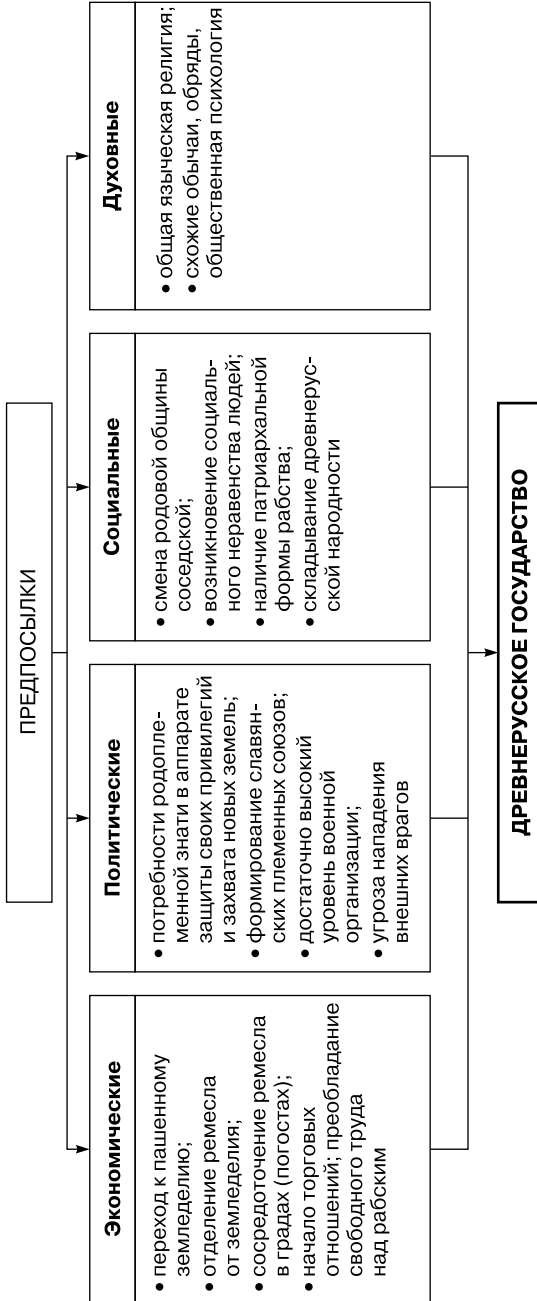 ПРЕДПОСЫЛКИ
Экономические
• переход к пашенному
земледелию;
• отделение ремесла
от земледелия;
• сосредоточение ремесла
в градах (погостах);
• начало торговых
отношений; преобладание
свободного труда
над рабским
Политические
• потребности родопле-
менной знати в аппарате
защиты своих привилегий
и захвата новых земель;
• формирование славян-
ских племенных союзов;
• достаточно высокий
уровень военной
организации;
• угроза нападения
внешних врагов
Социальные
• смена родовой общины
соседской;
• возникновение социаль-
ного неравенства людей;
• наличие патриархальной
формы рабства;
• складывание древнерус-
ской народности
Духовные
• общая языческая религия;
• схожие обычаи, обряды,
общественная психология
ДРЕВНЕРУССКОЕ ГОСУДАРСТВО